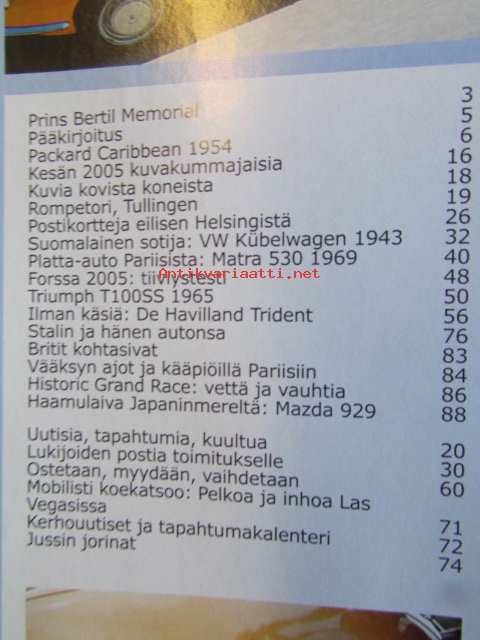 Prins Bertil Memorial 3
Pääkirjoitus 5
Packard Caribbean 1954 6
Kesän 2005 kuvakummajaisia 16
Kuvia kovista koneista 18
Rompetori, Tullingen 19
Postikortteja eilisen Helsingistä 26
Suomalainen sotija: VW Kübelwagen 1943 32
Platta-auto Pariisista: Matra 530 1969 40
Antikvariaatti.net
Forssa 2005: tiiviystesti 48
Triumph T100SS 1965 50
Ilman käsiä: De Havilland Trident 56
Stalin ja hänen autonsa 76
Britit kohtasivat 83
Vääksyn ajot ja kääpiöillä Pariisiin 84
Historic Grand Race: vettä ja vauhtia 86
Haamulaiva Japaninmereltä: Mazda 929 88
Uutisia, tapahtumia, kuultua 20
Lukijoiden postia toimitukselle 30
Ostetaan, myydään, vaihdetaan 60
Mobilisti koekatsoo: Pelkoa ja inhoa Las
Vegasissa 71
Kerhouutiset ja tapahtumakalenteri 72
Jussin jorinat 74